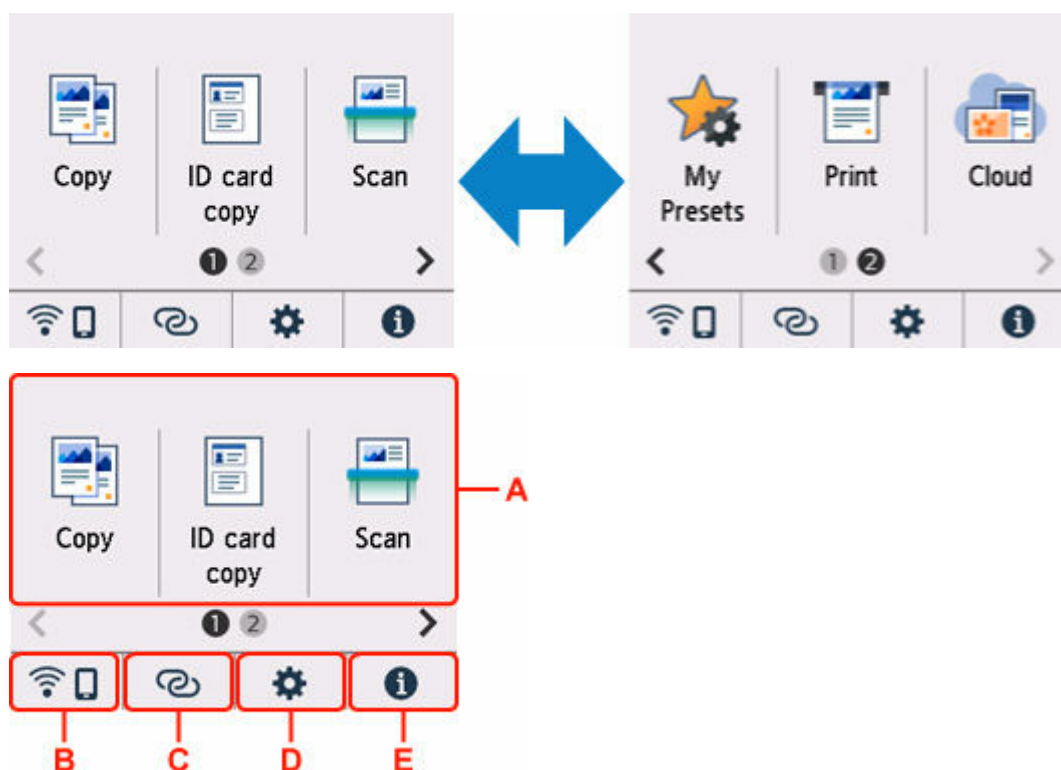 Copy
ID card
copy
Scan
1 2
My
Presets
Print
Cloud
1 2
Copy
ID card
copy
Scan
A
1 2
B C D E